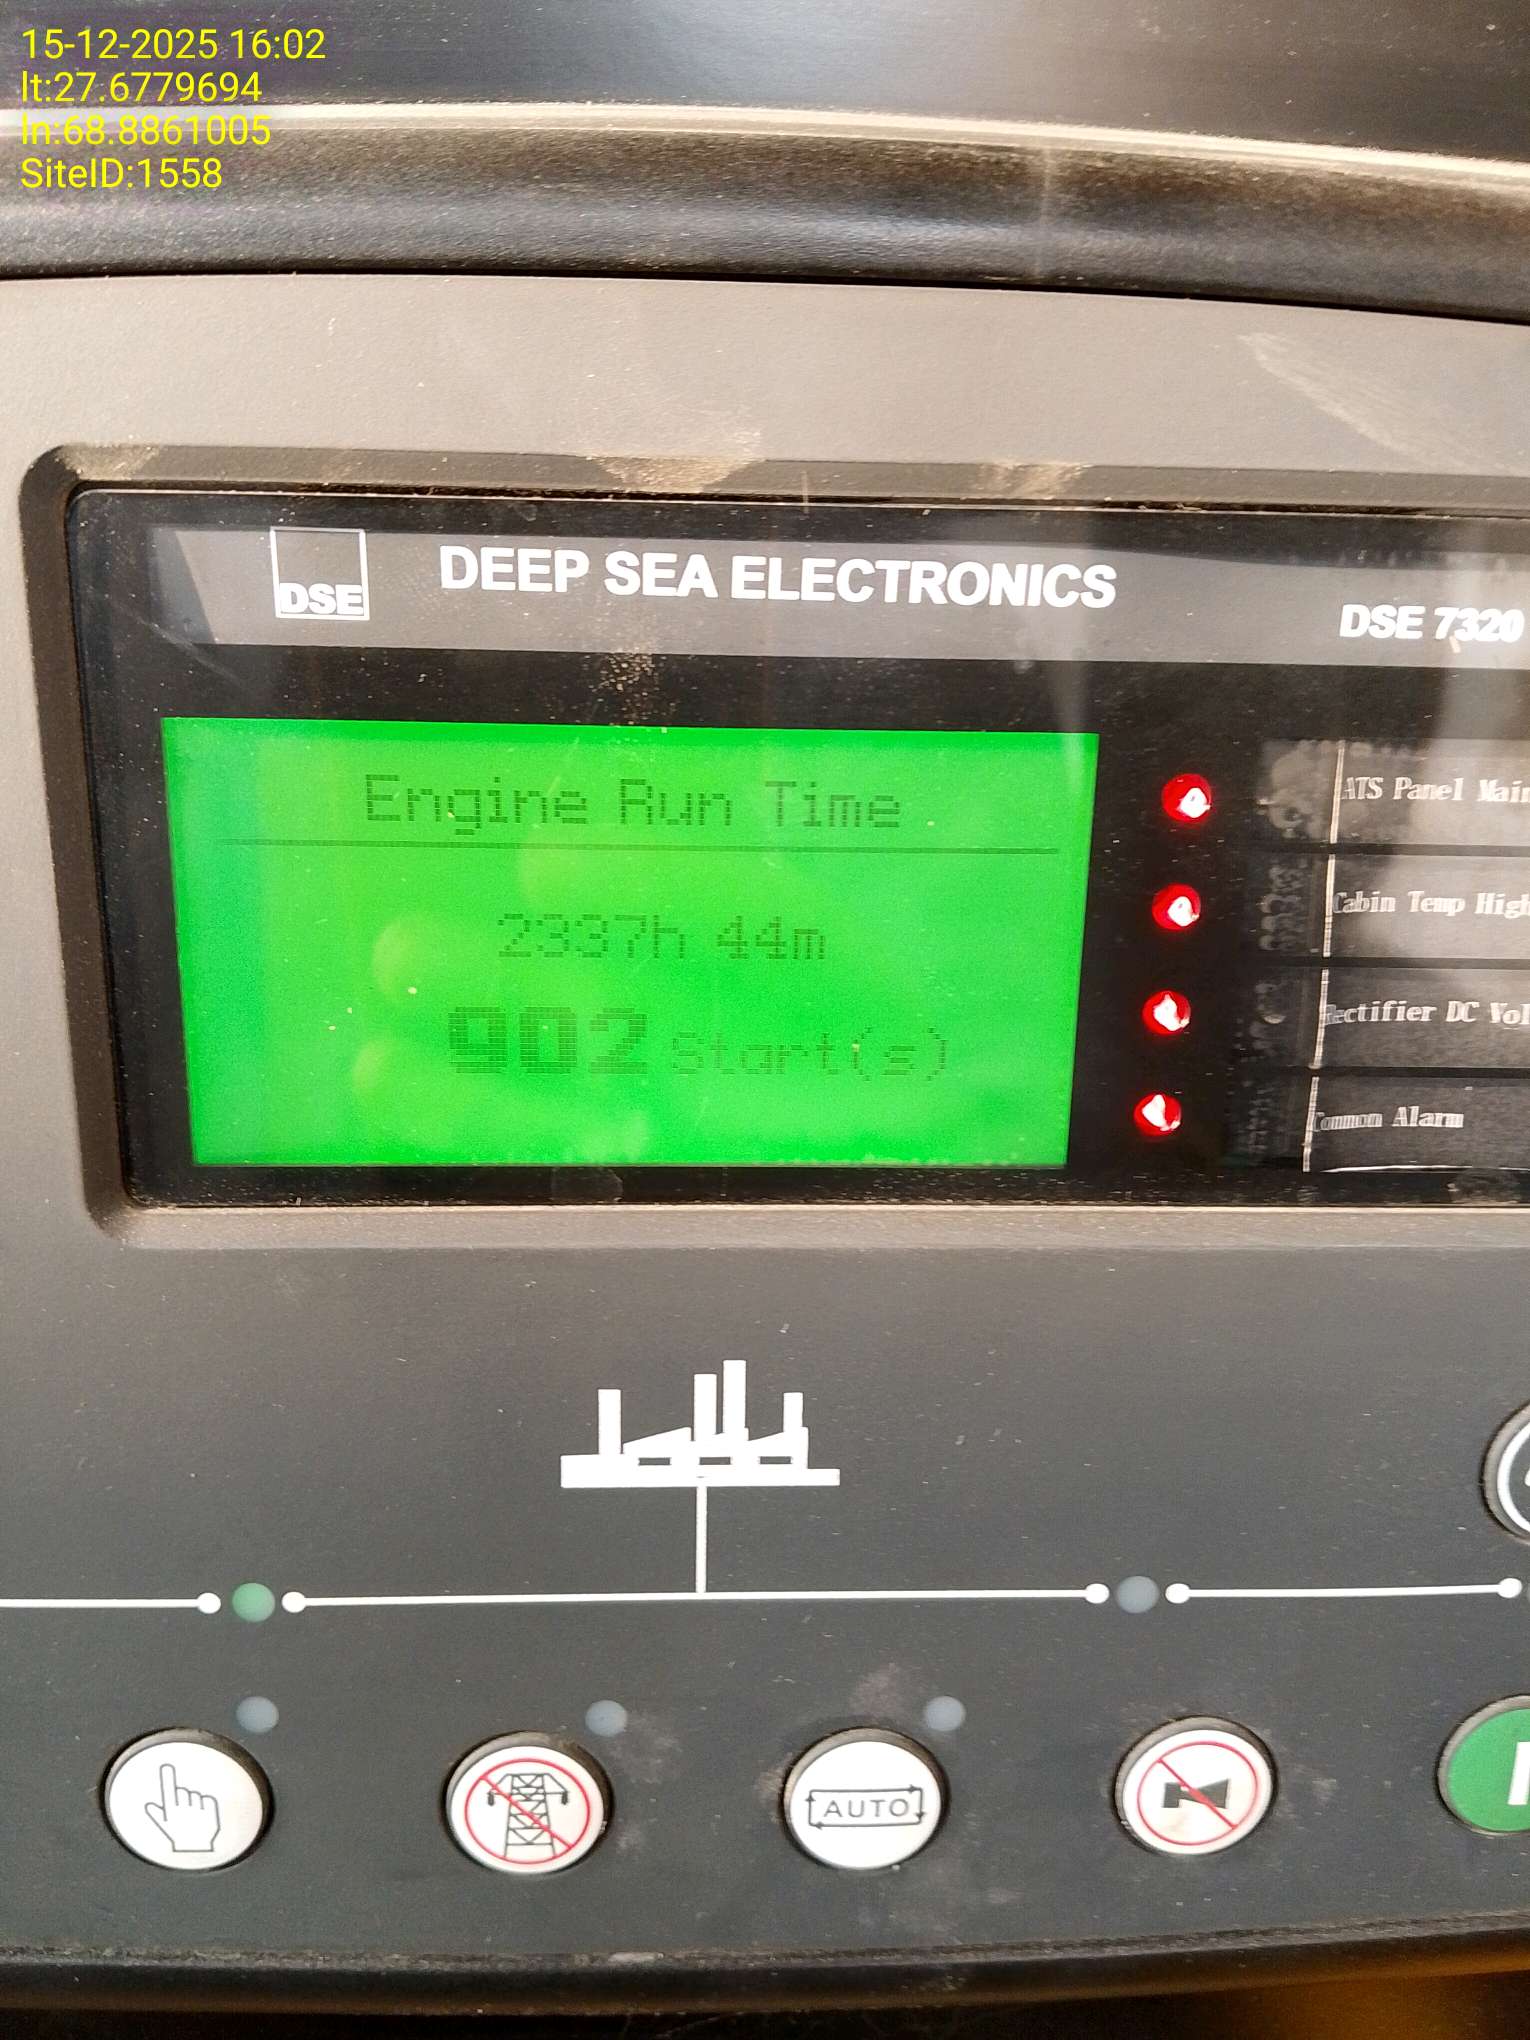 15-12-2025 16:02
lt:27.6779694
ln:68.8861005
SiteID:1558
DSE
DEEP SEA ELECTRONICS
DSE 7320
Engine Run Time
2337h 44m
902 Start(s)
ATS Panel Main
Cabin Temp High
Rectifier DC Vol
Common Alarm
AUTO